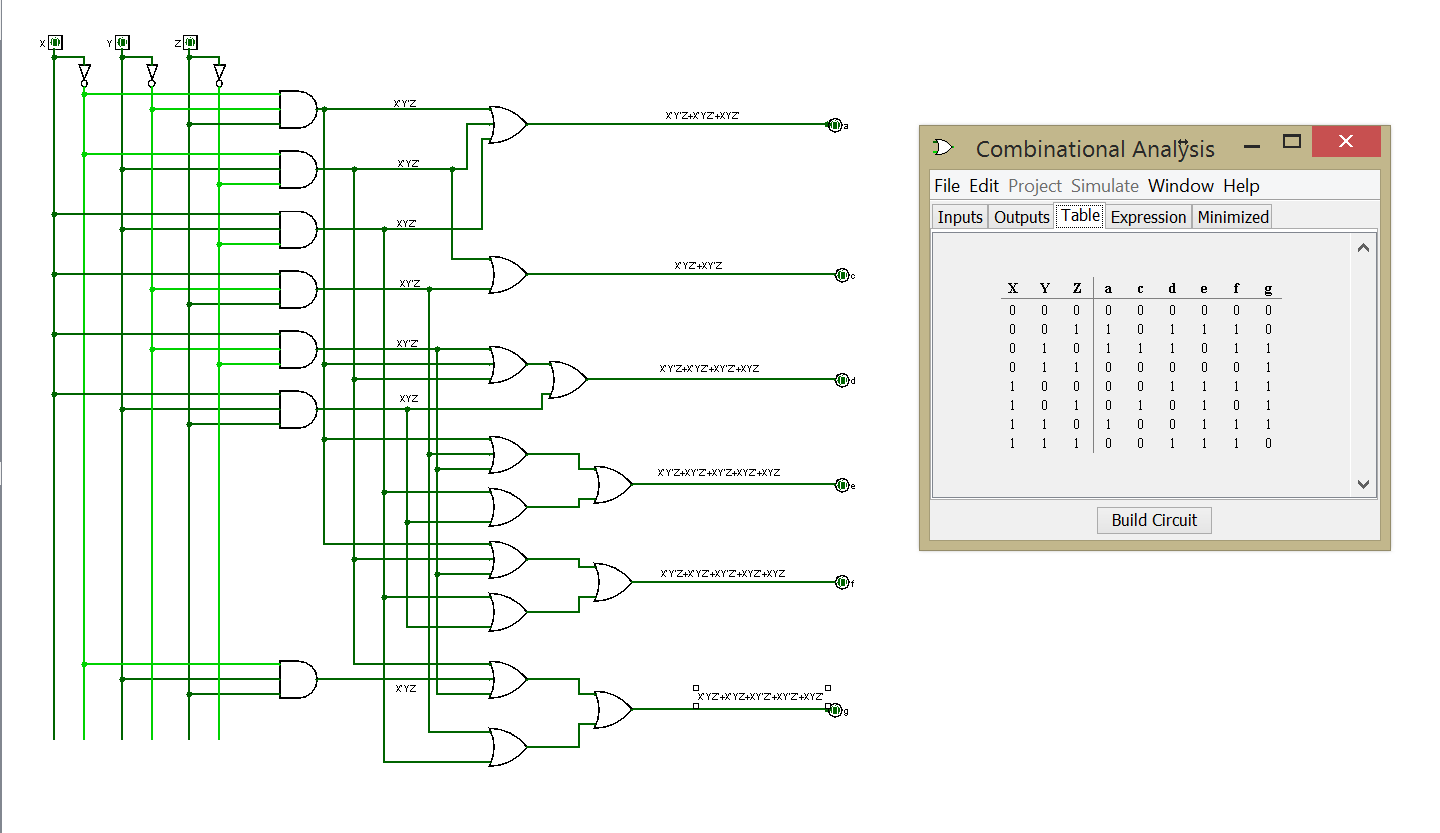 X Y Z
X'Y'Z
X'Y'Z+X'YZ'+XYZ'
a
X'YZ'
XYZ'
X'YZ'+XY'Z
c
XY'Z
XY'Z'
X'Y'Z+X'YZ'+XY'Z'+XYZ
d
XYZ
X'Y'Z+XY'Z'+XY'Z+XYZ'+XYZ
e
X'Y'Z+X'YZ'+XY'Z'+XYZ'+XYZ
f
X'YZ
X'YZ'+X'YZ+XY'Z'+XY'Z+XYZ'
g
Combinational Analysis
File Edit Project Simulate Window Help
Inputs Outputs Table Expression Minimized
X Y Z a c d e f g
0 0 0 0 0 0 0 0 0
0 0 1 1 0 1 1 1 0
0 1 0 1 1 1 0 1 1
0 1 1 0 0 0 0 0 1
1 0 0 0 0 1 1 1 1
1 0 1 0 1 0 1 0 1
1 1 0 1 0 0 1 1 1
1 1 1 0 0 1 1 1 0
Build Circuit